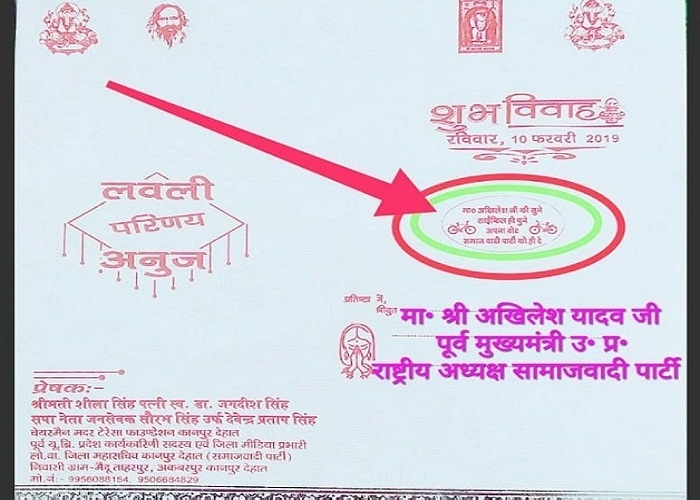 शुभ विवाह
रविवार, 10 फरवरी 2019
लवली
परिणय
अनुज
मा० अखिलेश जी की सुने
साईकिल ही चुने
अपना वोट
समाज वादी पार्टी को ही दे
प्रतिष्ठा में,
श्रीयुत
मा॰ श्री अखिलेश यादव जी
पूर्व मुख्यमंत्री उ॰ प्र॰
राष्ट्रीय अध्यक्ष सामाजवादी पार्टी
प्रेषक:-
श्रीमती शीला सिंह पत्नी स्व. डा. जगदीश सिंह
सपा नेता जनसेवक सौरभ सिंह उर्फ देवेन्द्र प्रताप सिंह
चेयरमैन मदर टेरेसा फाउण्डेशन कानपुर देहात
पूर्व यू.ब्रि. प्रदेश कार्यकारिणी सदस्य एवं जिला मीडिया प्रभारी
लो.वा. जिला महासचिव कानपुर देहात (समाजवादी पार्टी)
निवासी ग्राम-मैदू ताहरपुर, अकबरपुर कानपुर देहात
मो.नं:- 9956088154, 9506684829